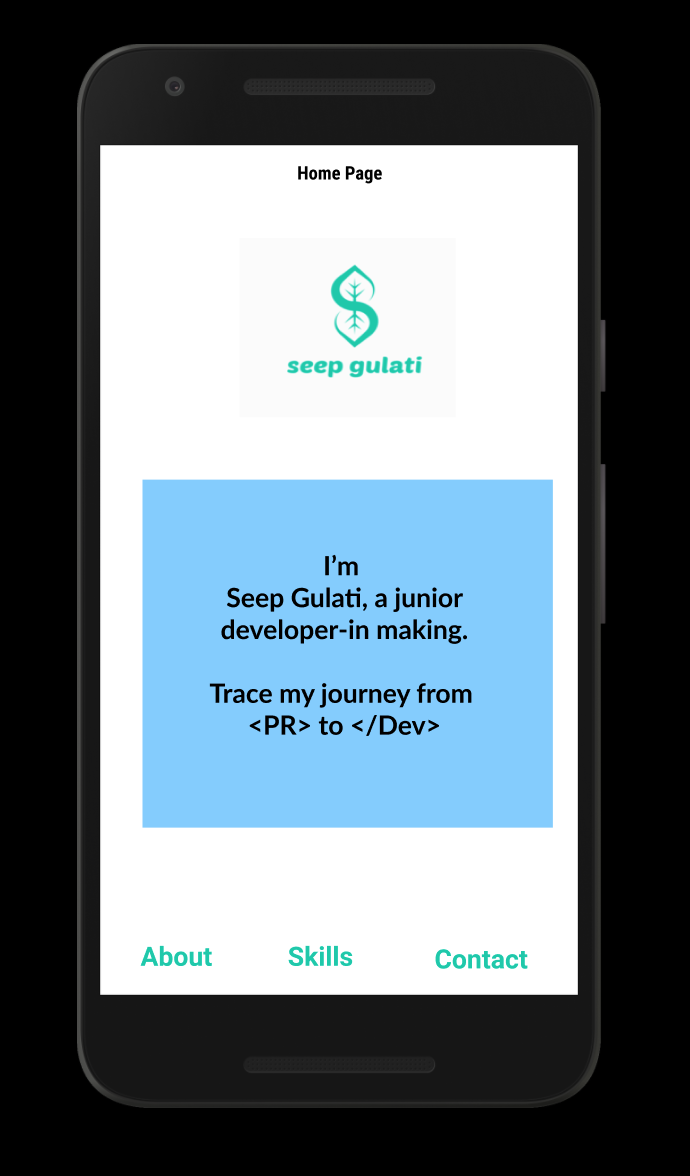 Home Page
seep gulati
I’m
Seep Gulati, a junior
developer-in making.
Trace my journey from
<PR> to </Dev>
About Skills Contact